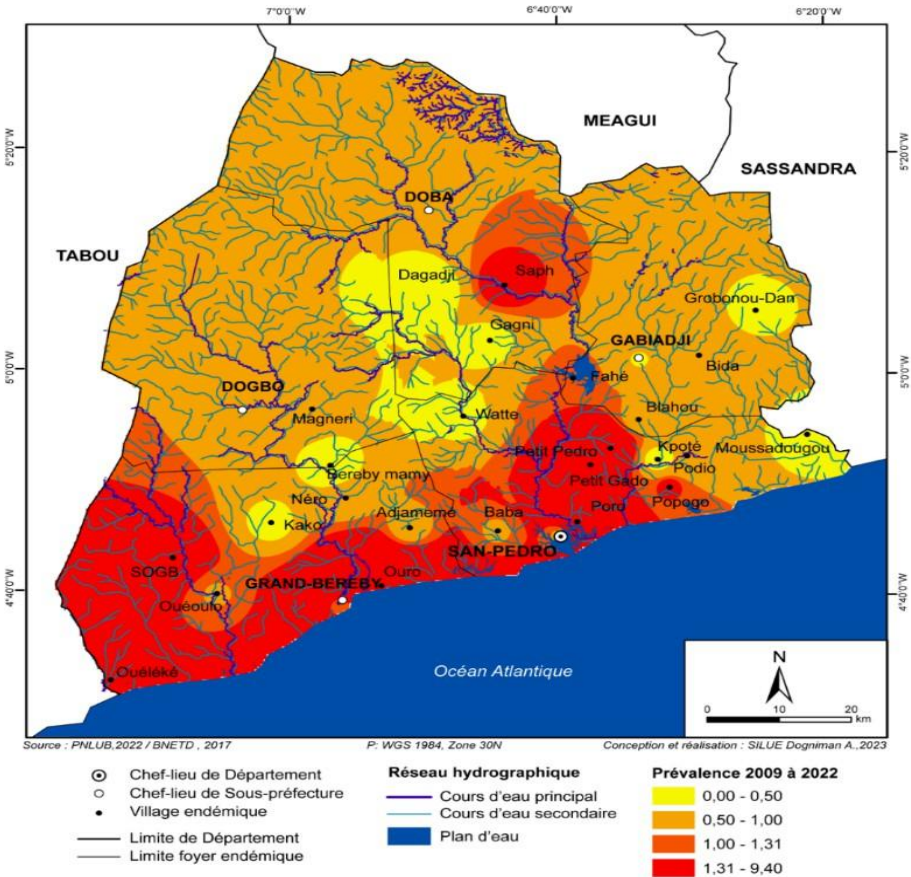 7°0'0"W
6°40'0"W
6°20'0"W
MEAGUI
5°20'0"W
5°20'0"W
SASSANDRA
DOBA
TABOU
Dagadji
Saph
Grobonou-Dan
Gagni
GABIADJI
5°0'0"W
5°0'0"W
Fahé
Bida
DOGBO
Magneri
Watte
Blahou
Petit Pedro
Kpoté
Moussadougou
Podio
Bereby mamy
Petit Gado
Néro
Popogo
Poro
Kako
Adjamemé
Baba
SAN-PEDRO
SOGB
Ouro
GRAND-BEREBY
4°40'0"W
4°40'0"W
Ouéoulo
Ouéléké
Océan Atlantique
N
0 10 20
km
Source : PNLUB,2022 / BNETD , 2017
P: WGS 1984, Zone 30N
Conception et réalisation : SILUE Dogniman A.,2023
Chef-lieu de Département
Chef-lieu de Sous-préfecture
Village endémique
Limite de Département
Limite foyer endémique
Réseau hydrographique
Cours d'eau principal
Cours d'eau secondaire
Plan d'eau
Prévalence 2009 à 2022
0,00 - 0,50
0,50 - 1,00
1,00 - 1,31
1,31 - 9,40